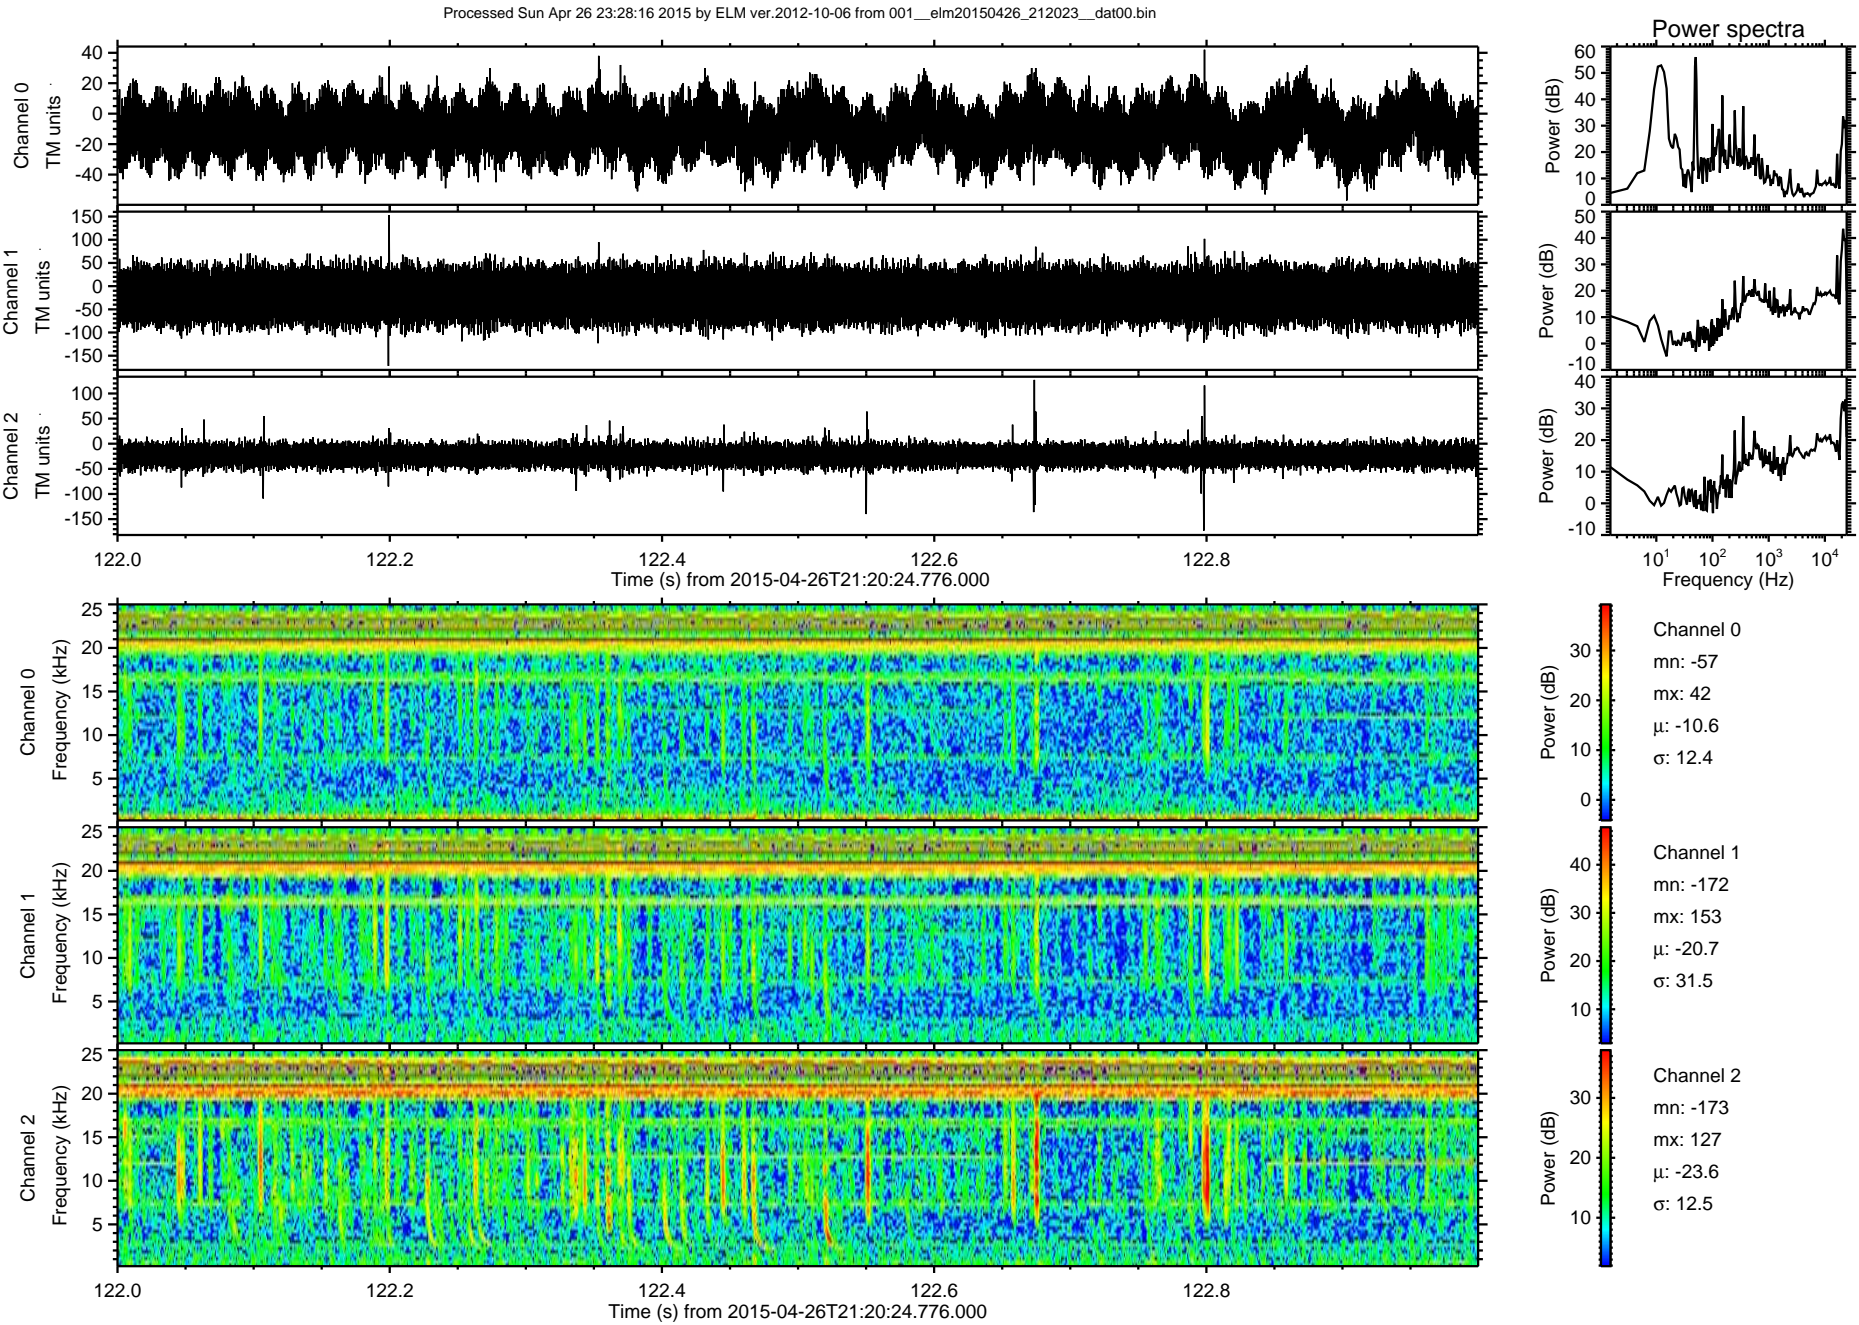 Processed Sun Apr 26 23:28:16 2015 by ELM ver.2012-10-06 from 001__elm20150426_212023__dat00.bin
Power spectra
Channel 0
TM units
40
20
0
-20
-40
Power (dB)
60
50
40
30
20
10
0
Channel 1
TM units
150
100
50
0
-50
-100
-150
Power (dB)
50
40
30
20
10
0
-10
Channel 2
TM units
100
50
0
-50
-100
-150
Power (dB)
40
30
20
10
0
-10
122.0 122.2 122.4 122.6 122.8
Time (s) from 2015-04-26T21:20:24.776.000
10¹ 10² 10³ 10⁴
Frequency (Hz)
Channel 0
Frequency (kHz)
25
20
15
10
5
Power (dB)
30
20
10
0
Channel 0
mn: -57
mx: 42
μ: -10.6
σ: 12.4
Channel 1
Frequency (kHz)
25
20
15
10
5
Power (dB)
40
30
20
10
Channel 1
mn: -172
mx: 153
μ: -20.7
σ: 31.5
Channel 2
Frequency (kHz)
25
20
15
10
5
Power (dB)
30
20
10
Channel 2
mn: -173
mx: 127
μ: -23.6
σ: 12.5
122.0 122.2 122.4 122.6 122.8
Time (s) from 2015-04-26T21:20:24.776.000